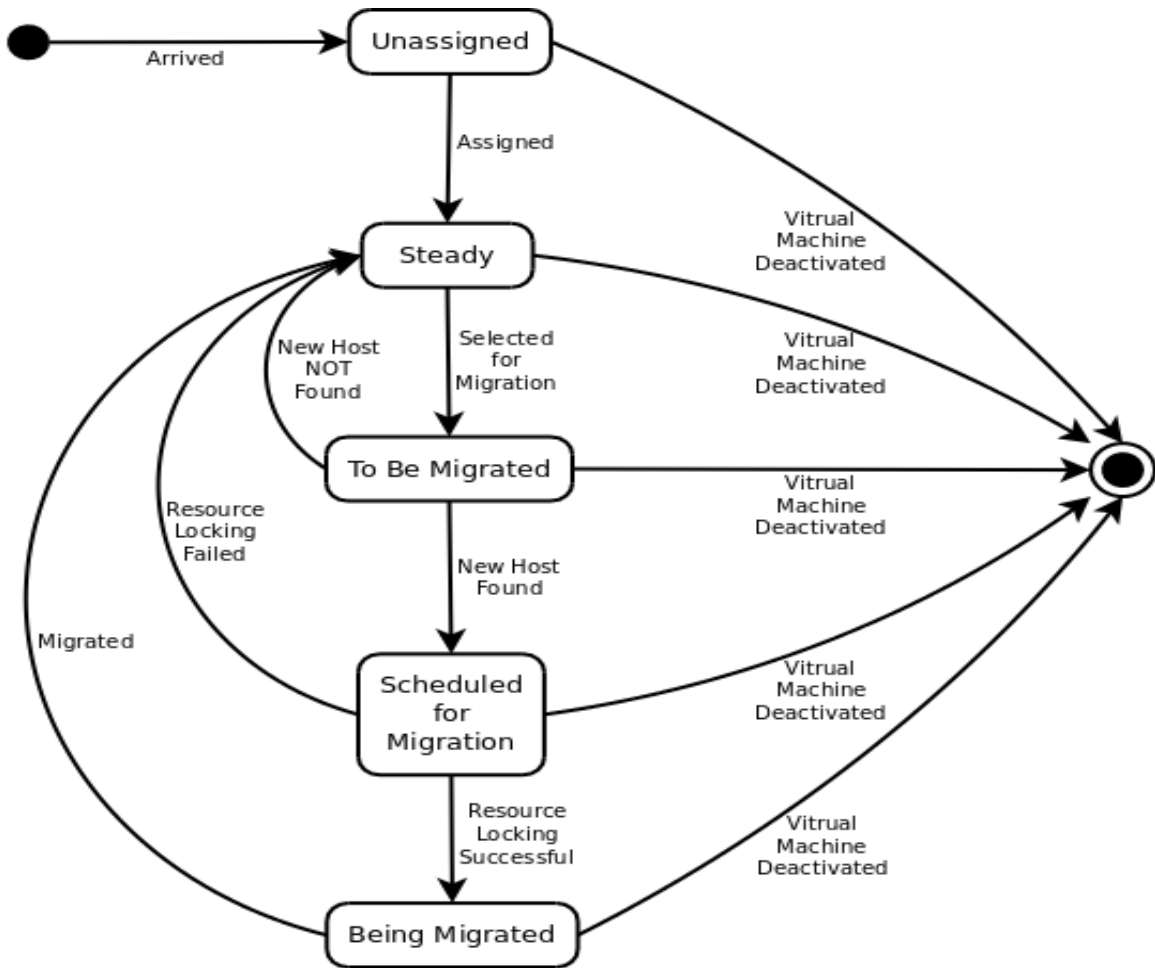 Unassigned
Arrived
Assigned
Vitrual
Machine
Deactivated
Steady
New Host
NOT
Found
Selected
for
Migration
Vitrual
Machine
Deactivated
To Be Migrated
Vitrual
Machine
Deactivated
Resource
Locking
Failed
New Host
Found
Migrated
Scheduled
for
Migration
Vitrual
Machine
Deactivated
Resource
Locking
Successful
Vitrual
Machine
Deactivated
Being Migrated